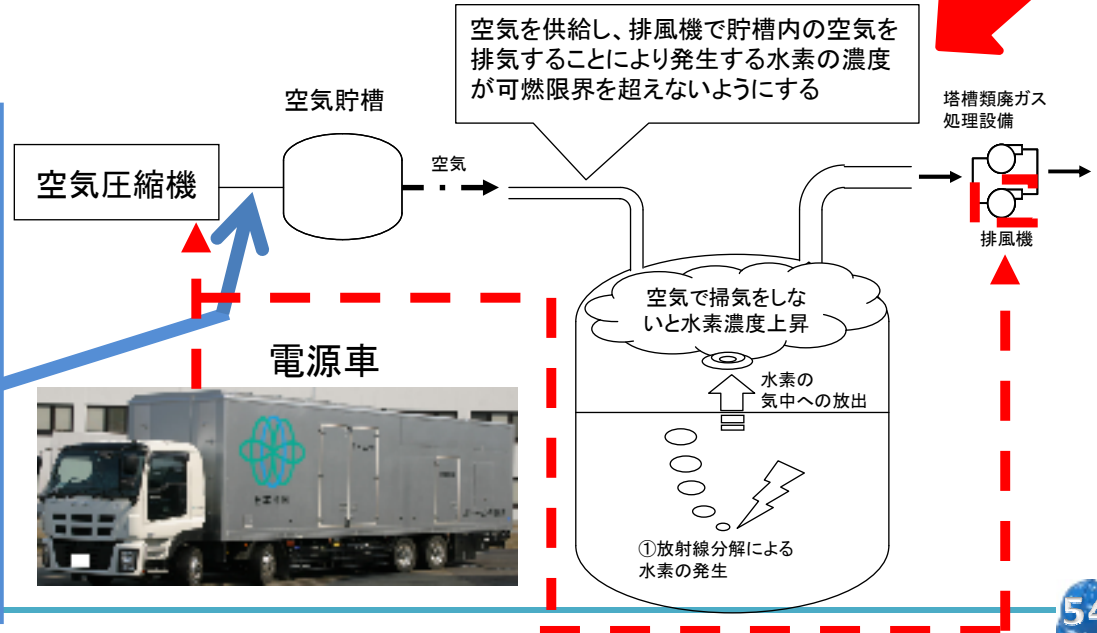 空気を供給し、排風機で貯槽内の空気を
排気することにより発生する水素の濃度
が可燃限界を超えないようにする
空気貯槽
塔槽類廃ガス
処理設備
空気圧縮機
空気
排風機
空気で掃気をしな
いと水素濃度上昇
電源車
水素の
気中への放出
①放射線分解による
水素の発生
54